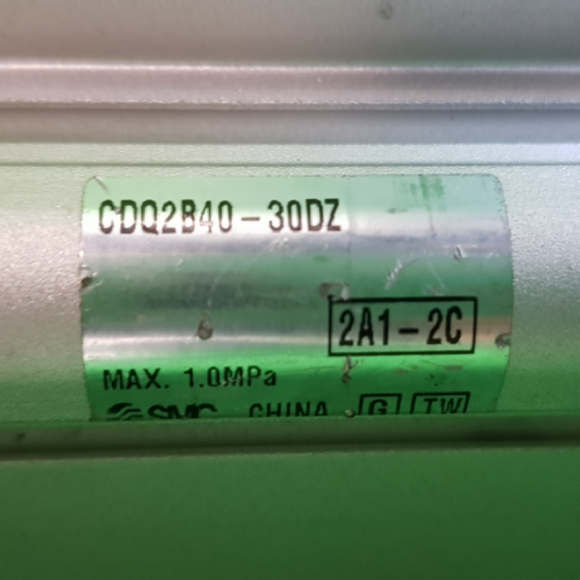 CDQ2B40-30DZ
2A1-2C
MAX. 1.0MPa
SMC CHINA G TW